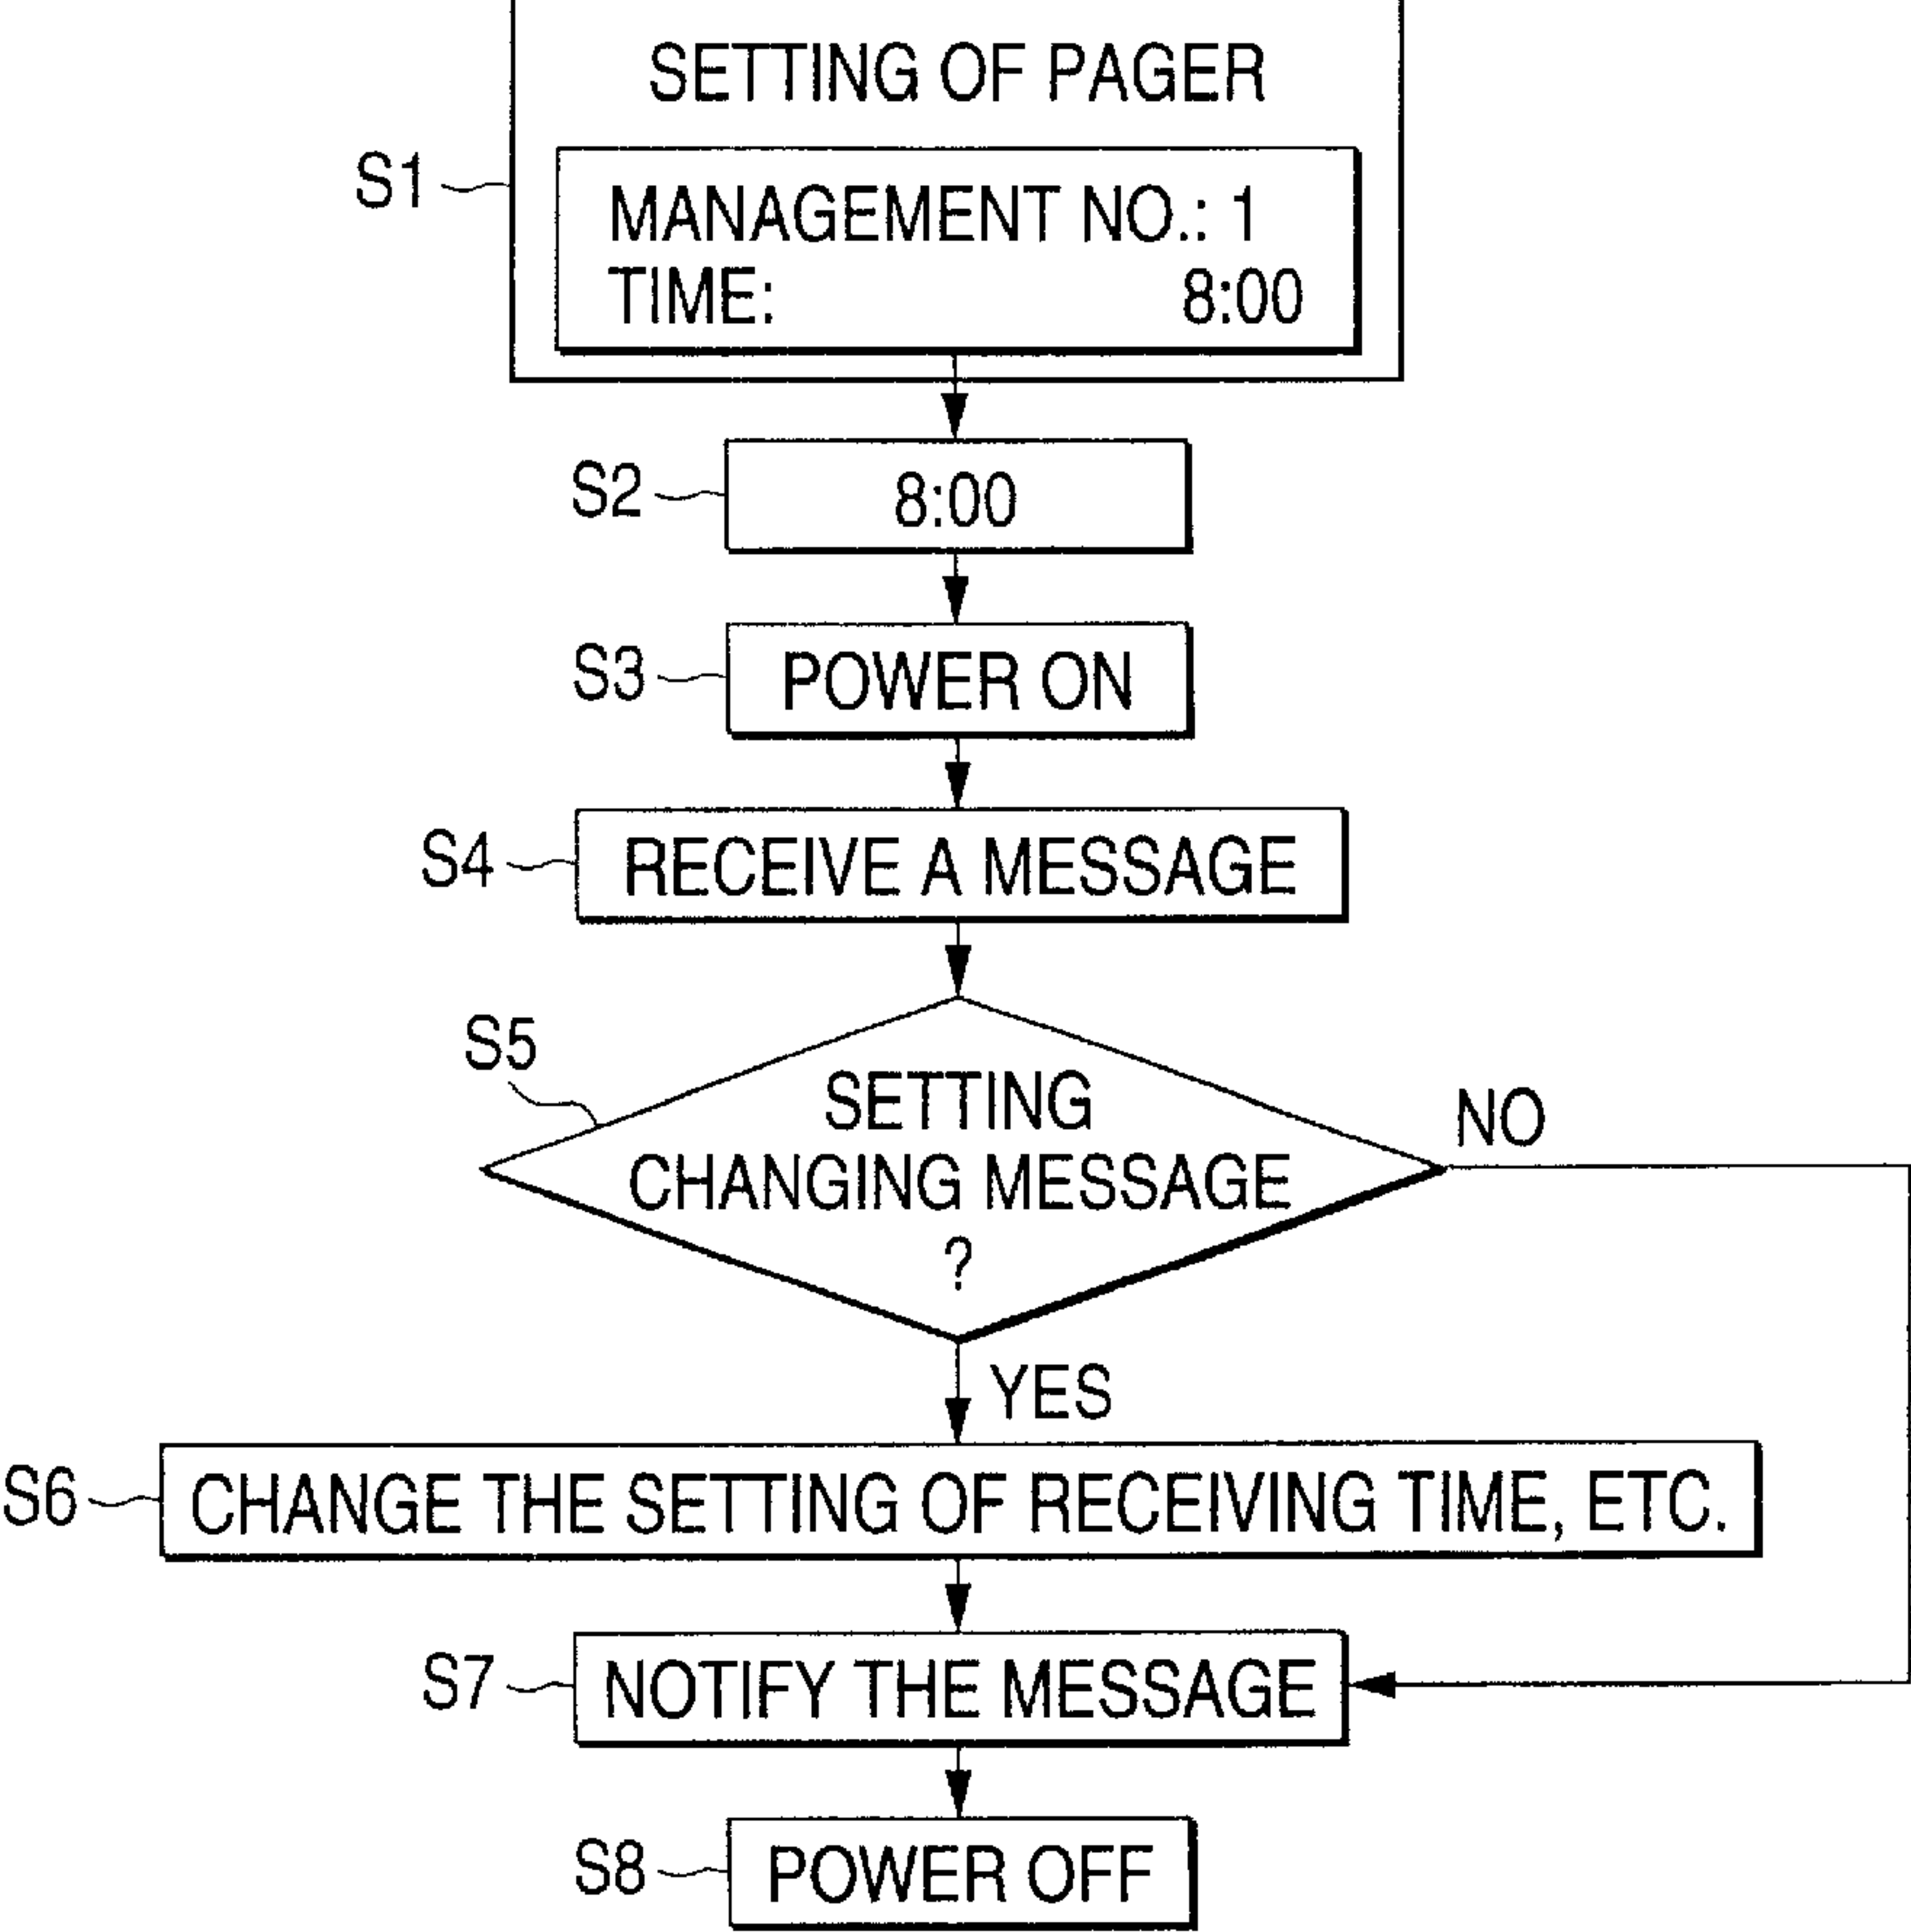 SETTING OF PAGER
S1
MANAGEMENT NO.: 1
TIME: 8:00
S2
8:00
S3
POWER ON
S4
RECEIVE A MESSAGE
S5
SETTING
CHANGING MESSAGE
?
NO
YES
S6
CHANGE THE SETTING OF RECEIVING TIME, ETC.
S7
NOTIFY THE MESSAGE
S8
POWER OFF